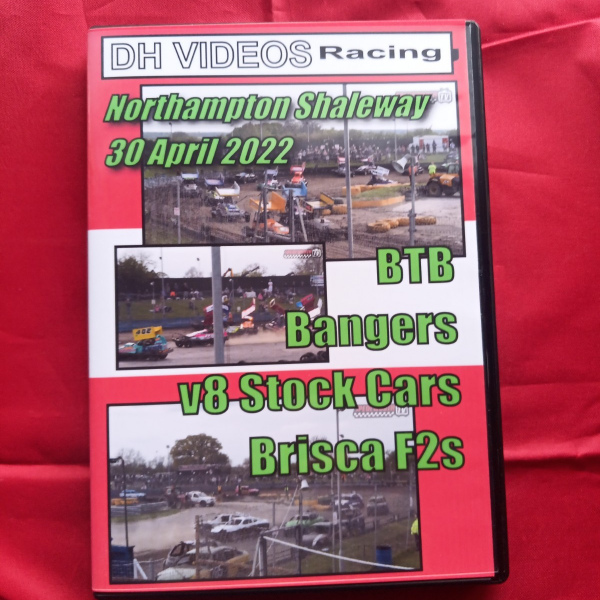 DH VIDEOS Racing
Northampton Shaleway
30 April 2022
BTB
Bangers
v8 Stock Cars
Brisca F2s